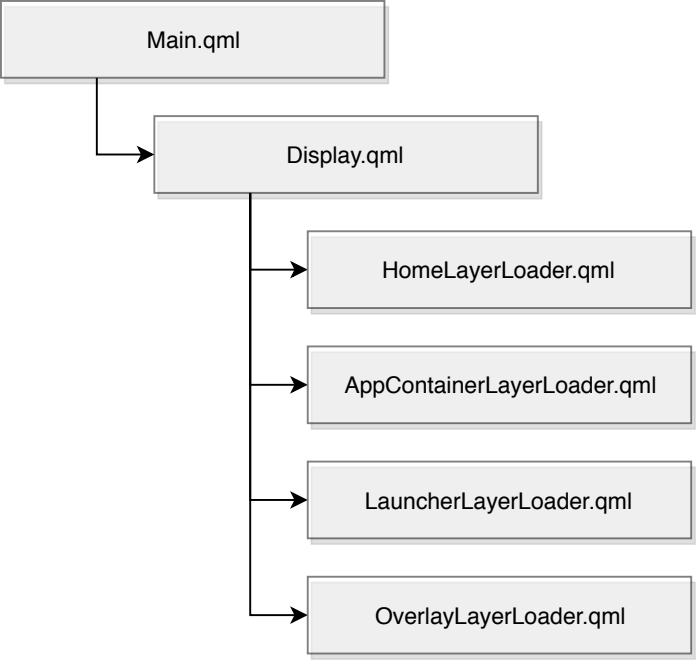 Main.qml
Display.qml
HomeLayerLoader.qml
AppContainerLayerLoader.qml
LauncherLayerLoader.qml
OverlayLayerLoader.qml